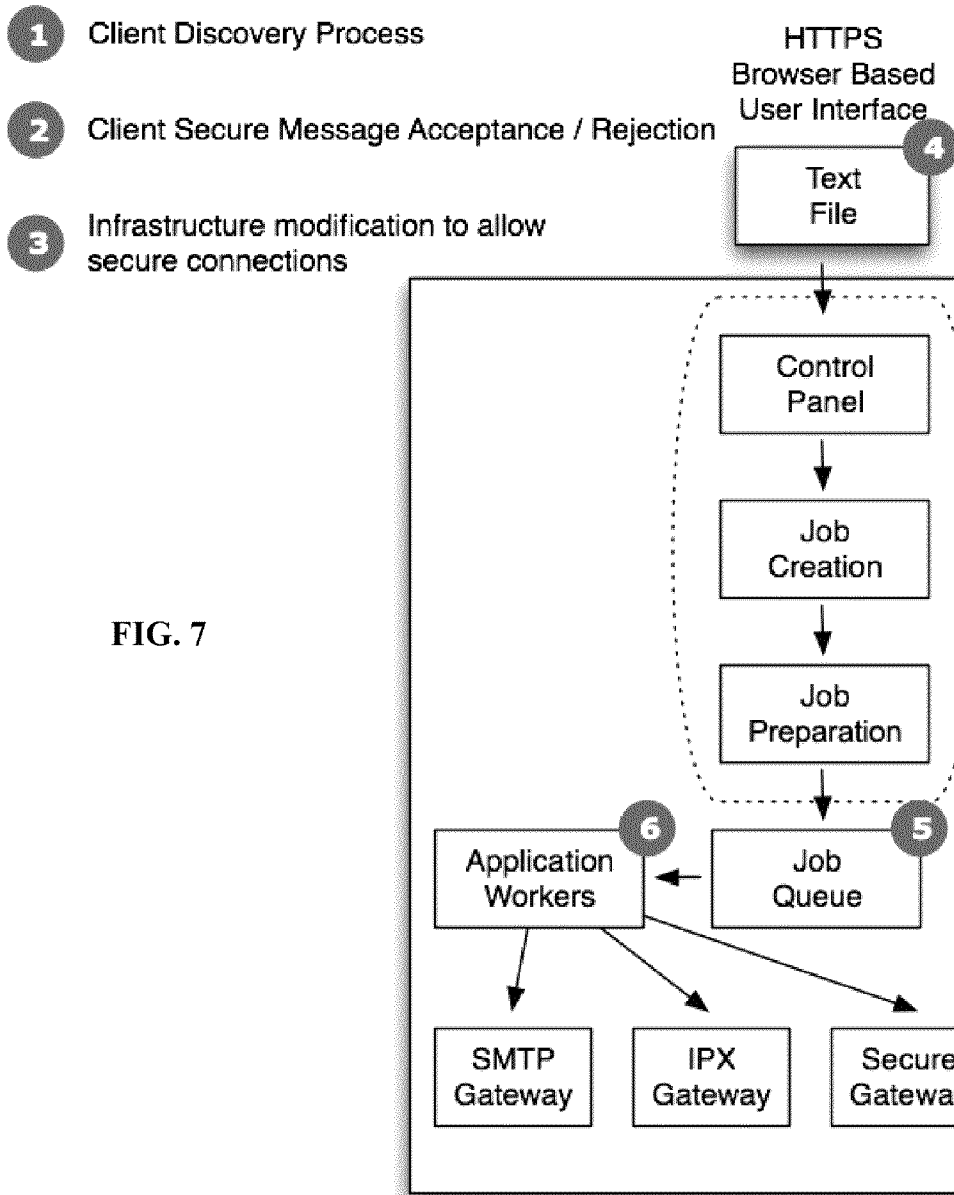 1 Client Discovery Process
2 Client Secure Message Acceptance / Rejection
3 Infrastructure modification to allow
secure connections
HTTPS
Browser Based
User Interface
4
Text
File
Control
Panel
Job
Creation
FIG. 7
Job
Preparation
6
Application
Workers
5
Job
Queue
SMTP
Gateway
IPX
Gateway
Secure
Gatewa